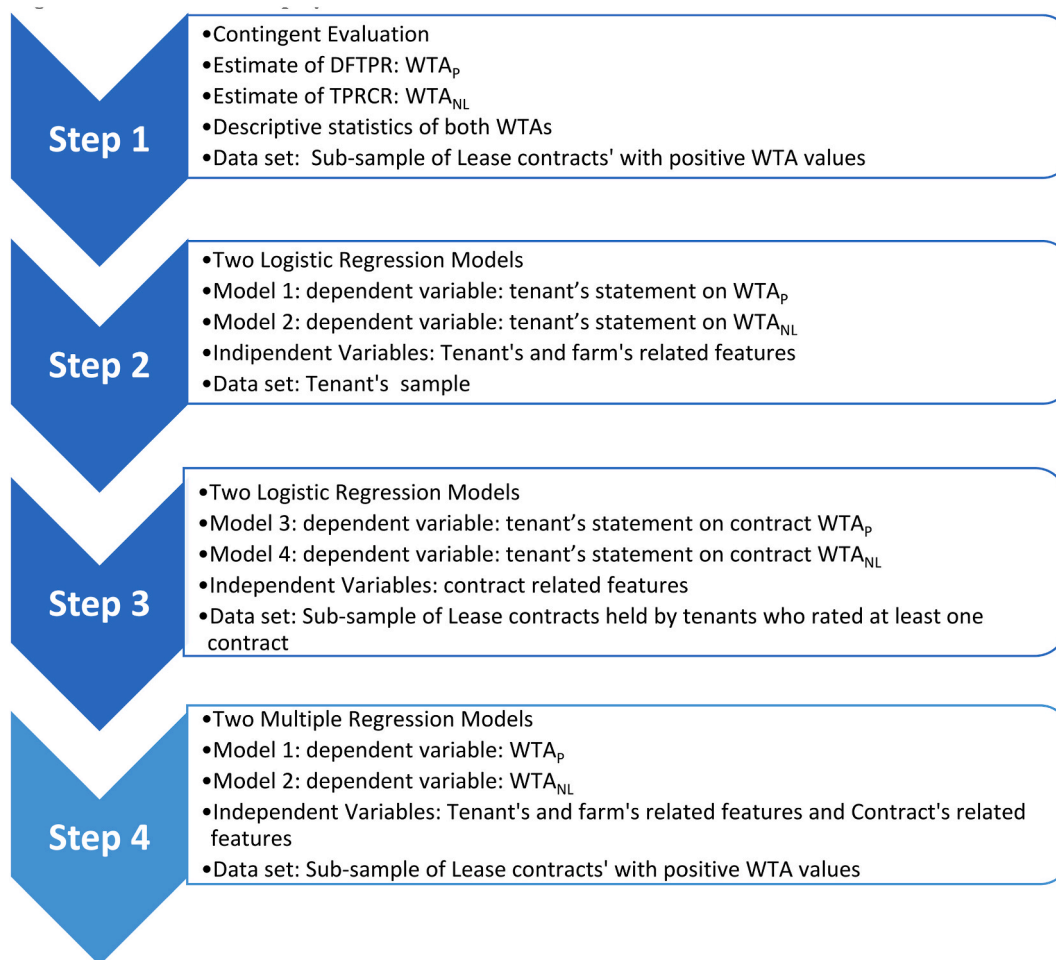 Step 1
•Contingent Evaluation
•Estimate of DFTPR: WTAP
•Estimate of TPRCR: WTANL
•Descriptive statistics of both WTAs
•Data set:  Sub-sample of Lease contracts' with positive WTA values
Step 2
•Two Logistic Regression Models
•Model 1: dependent variable: tenant’s statement on WTAP
•Model 2: dependent variable: tenant’s statement on WTANL
•Indipendent Variables: Tenant's and farm's related features
•Data set: Tenant's  sample
Step 3
•Two Logistic Regression Models
•Model 3: dependent variable: tenant’s statement on contract WTAP
•Model 4: dependent variable: tenant’s statement on contract WTANL
•Independent Variables: contract related features
•Data set: Sub-sample of Lease contracts held by tenants who rated at least one
contract
Step 4
•Two Multiple Regression Models
•Model 1: dependent variable: WTAP
•Model 2: dependent variable: WTANL
•Independent Variables: Tenant's and farm's related features and Contract's related
features
•Data set: Sub-sample of Lease contracts' with positive WTA values